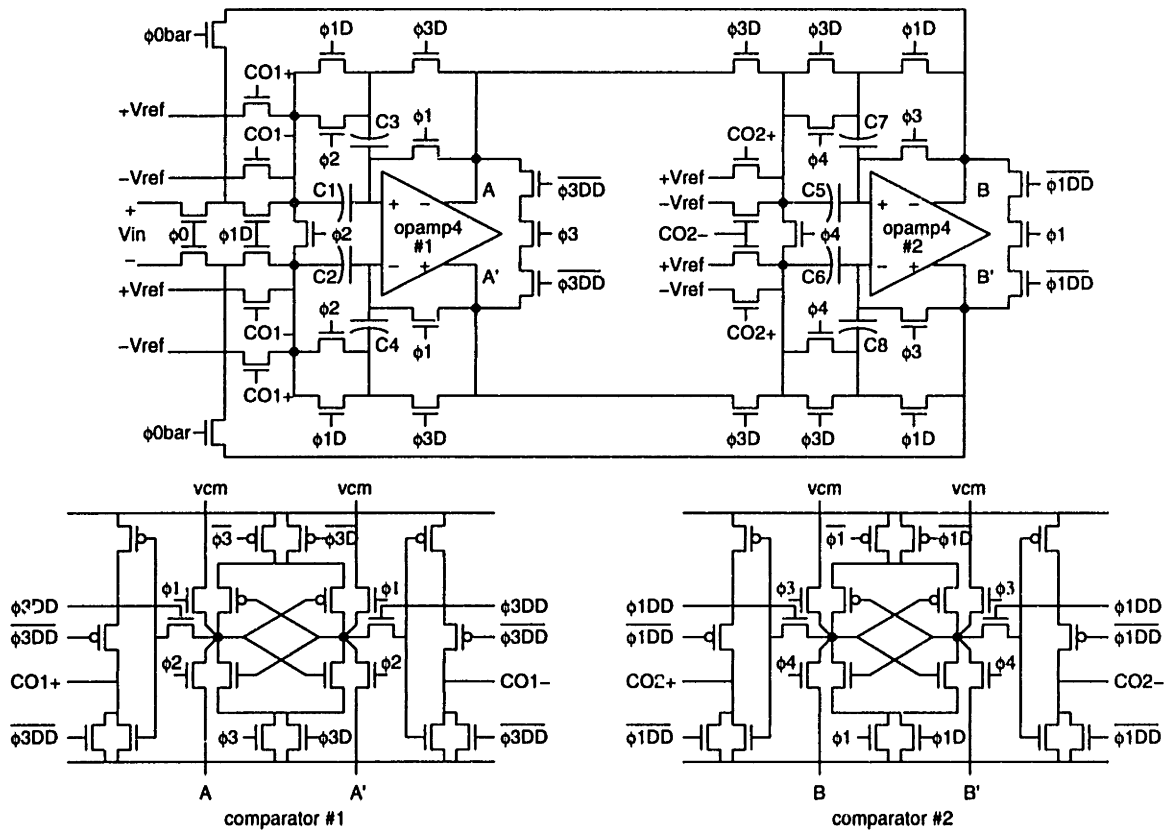 ϕ1D ϕ3D ϕ3D ϕ3D ϕ1D
ϕ0bar
CO1+
+Vref C3 ϕ1 C7 ϕ3
CO1- ϕ2 CO2+ ϕ4
-Vref +Vref
C1 A ϕ3DD C5 B ϕ1DD
+ + - -Vref + -
Vin ϕ0 ϕ1D ϕ2 opamp4 #1 ϕ3 CO2- ϕ4 opamp4 #2 ϕ1
- C2 - + +Vref C6 - +
+Vref A' ϕ3DD -Vref B' ϕ1DD
CO1- ϕ2 C4 ϕ1 CO2+ ϕ4 C8 ϕ3
-Vref
CO1+
ϕ0bar ϕ1D ϕ3D ϕ3D ϕ3D ϕ1D
vcm vcm vcm vcm
ϕ3 ϕ3D ϕ1 ϕ1D
ϕ1 ϕ1 ϕ3 ϕ3
ϕ3DD ϕ3DD ϕ1DD ϕ1DD
ϕ3DD ϕ3DD ϕ1DD ϕ1DD
ϕ2 ϕ2 ϕ4 ϕ4
CO1+ CO1- CO2+ CO2-
ϕ3DD ϕ3 ϕ3D ϕ3DD ϕ1DD ϕ1 ϕ1D ϕ1DD
A A' B B'
comparator #1 comparator #2